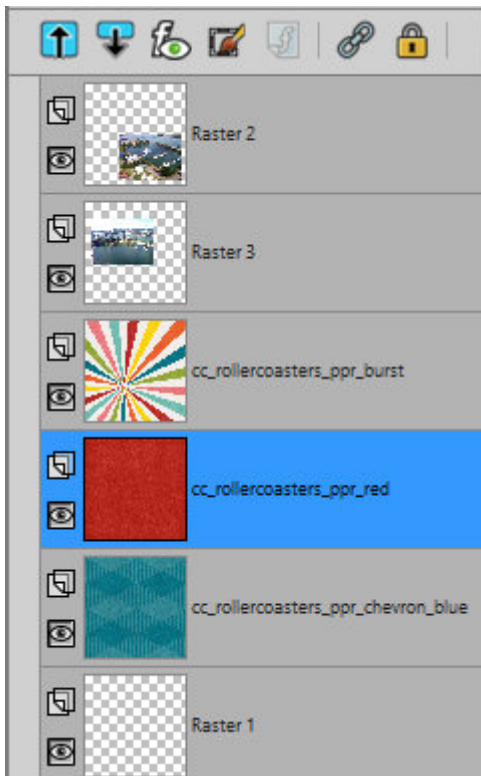 Raster 2
Raster 3
cc_rollercoasters_ppr_burst
cc_rollercoasters_ppr_red
cc_rollercoasters_ppr_chevron_blue
Raster 1